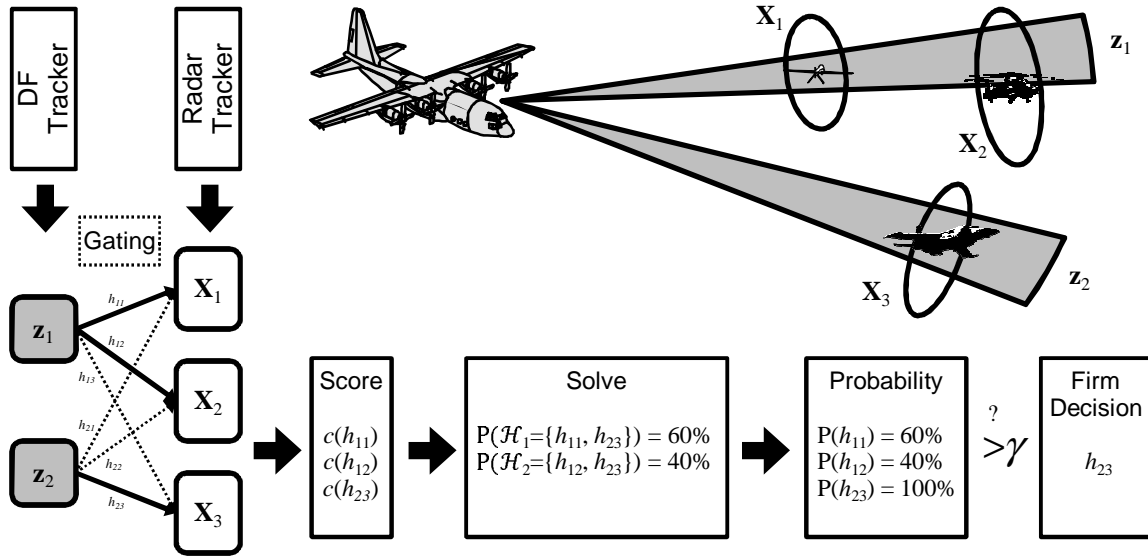 DF
Tracker
Radar
Tracker
Gating
z₁
z₂
X₁
X₂
X₃
h₁₁
h₁₂
h₁₃
h₂₁
h₂₂
h₂₃
X₁
X₂
X₃
z₁
z₂
Score
c(h₁₁)
c(h₁₂)
c(h₂₃)
Solve
P(ℋ₁={h₁₁, h₂₃}) = 60%
P(ℋ₂={h₁₂, h₂₃}) = 40%
Probability
P(h₁₁) = 60%
P(h₁₂) = 40%
P(h₂₃) = 100%
?
>γ
Firm
Decision
h₂₃